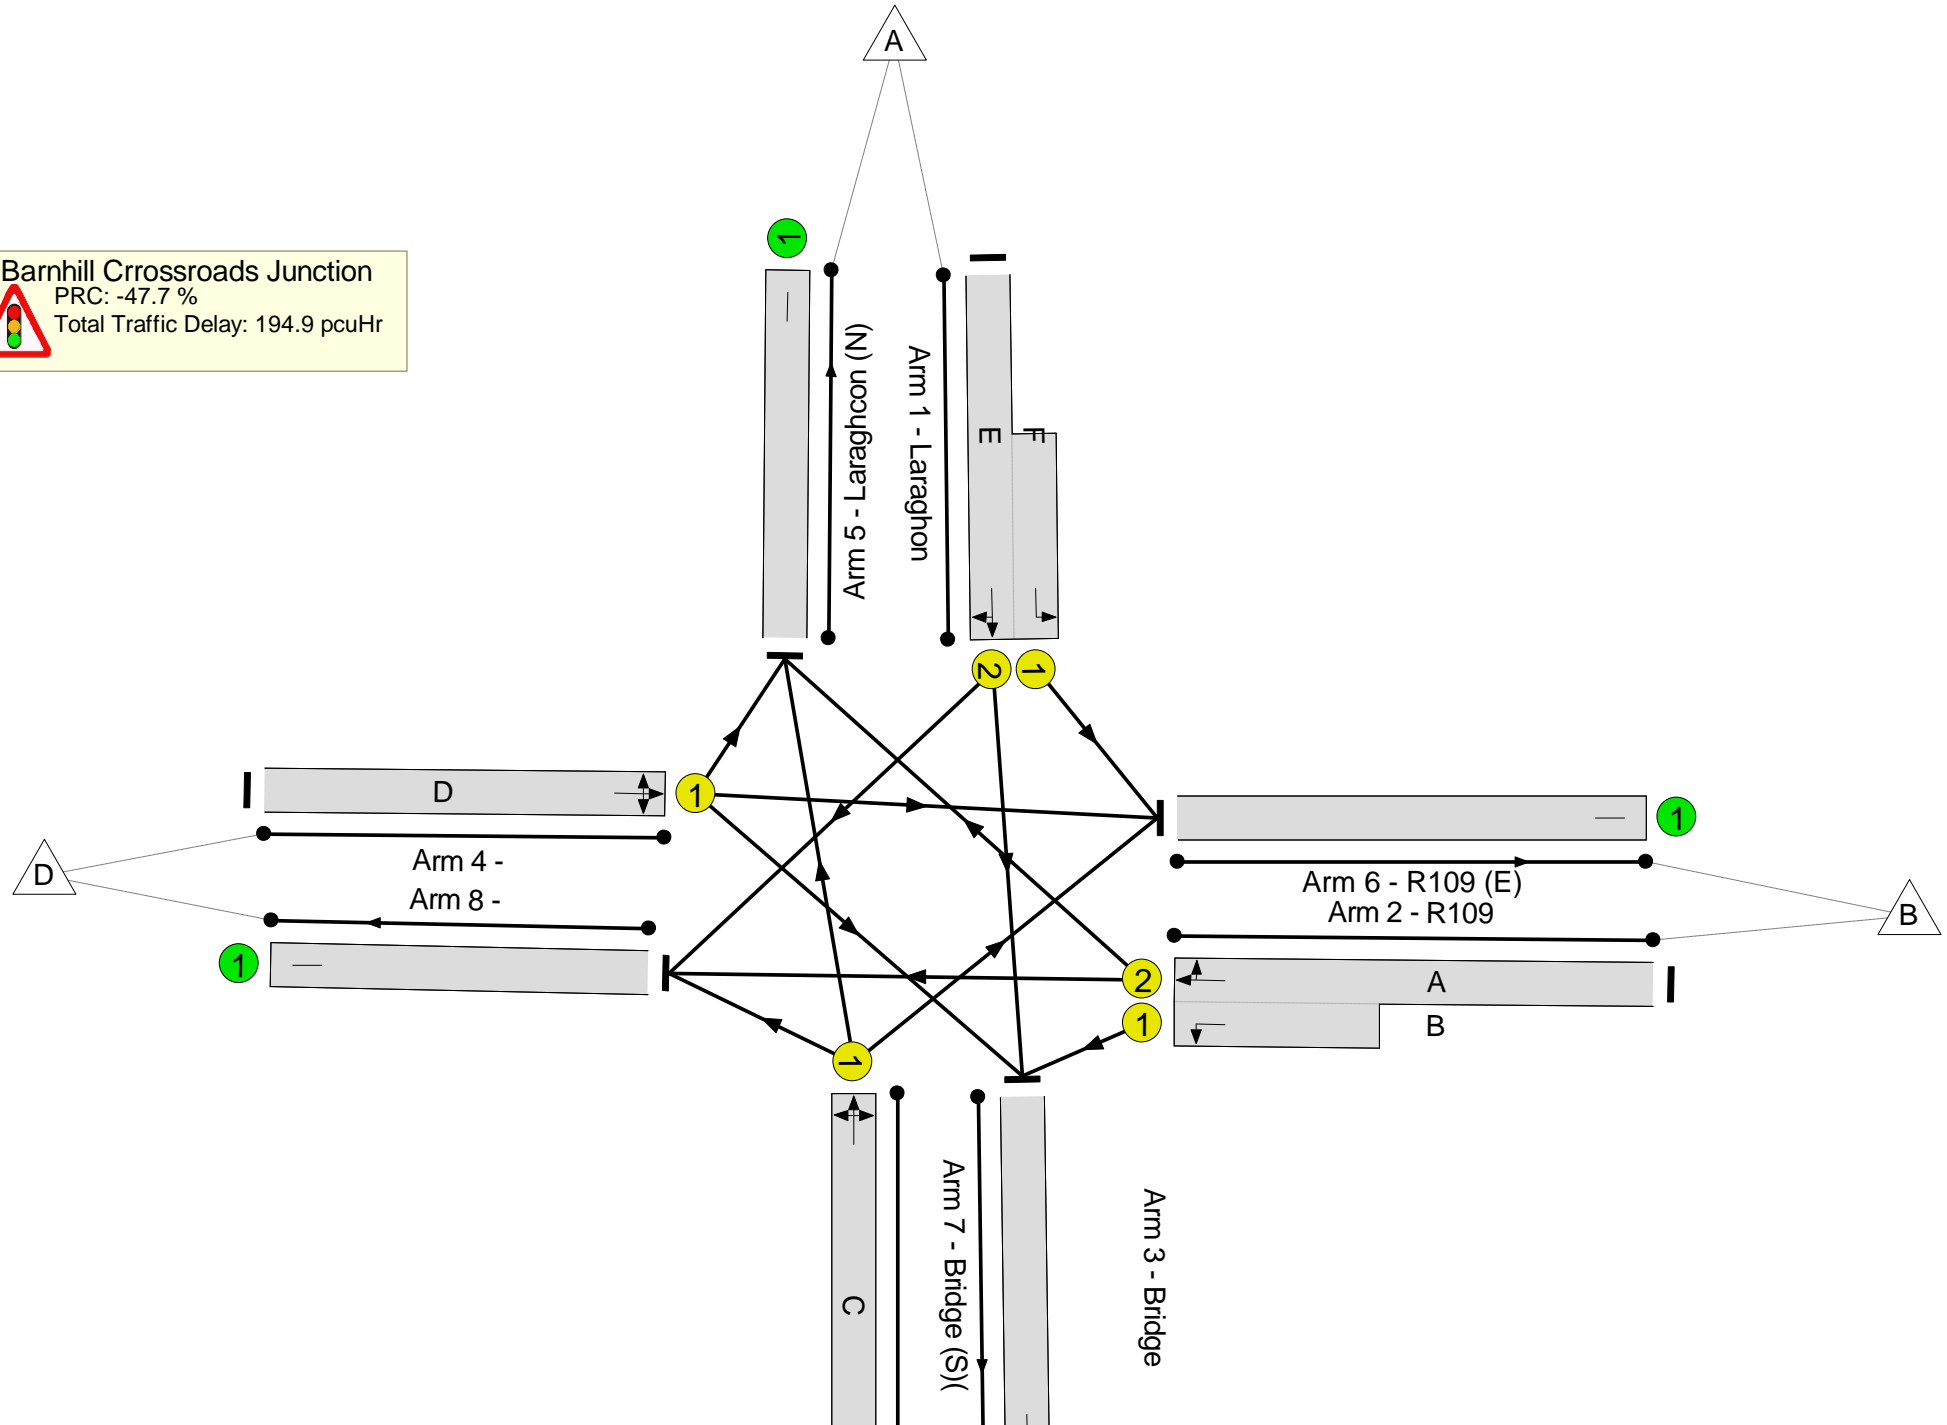 A
Barnhill Crrossroads Junction
PRC: -47.7 %
Total Traffic Delay: 194.9 pcuHr
1
Arm 5 - Laraghcon (N)
Arm 1 - Laraghon
E
F
2
1
D
1
1
Arm 4 -
Arm 8 -
D
Arm 6 - R109 (E)
Arm 2 - R109
B
1
2
A
1
B
1
C
Arm 7 - Bridge (S)(
Arm 3 - Bridge